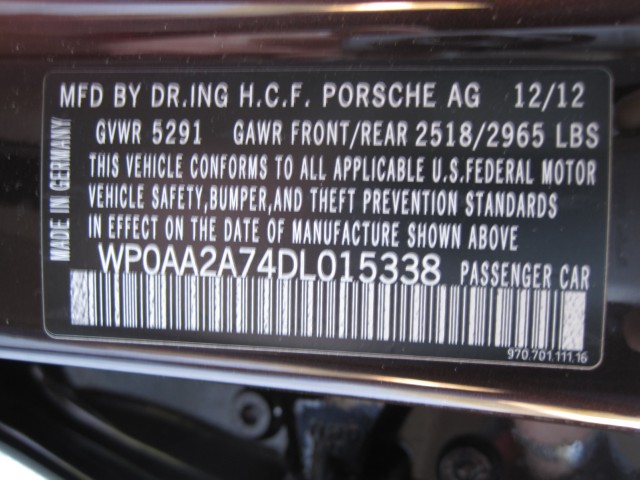 MFD BY DR.ING H.C.F. PORSCHE AG 12/12
GVWR 5291 GAWR FRONT/REAR 2518/2965 LBS
THIS VEHICLE CONFORMS TO ALL APPLICABLE U.S.FEDERAL MOTOR
VEHICLE SAFETY,BUMPER,AND THEFT PREVENTION STANDARDS
IN EFFECT ON THE DATE OF MANUFACTURE SHOWN ABOVE
WP0AA2A74DL015338 PASSENGER CAR
970.701.111.16
MADE IN GERMANY